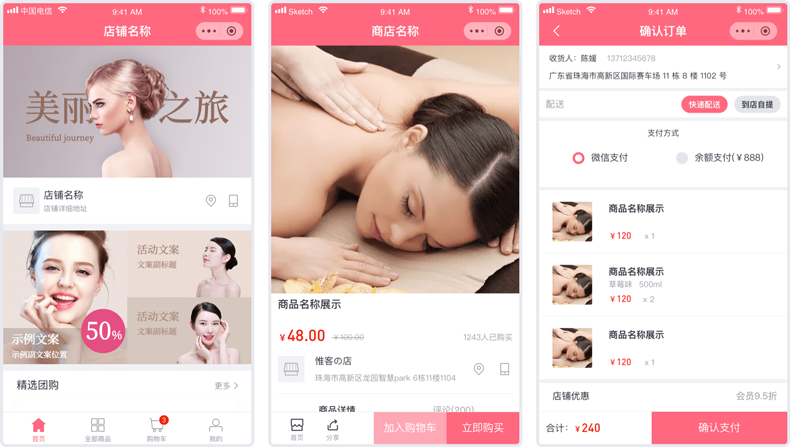 中国电信
9:41 AM
100%
店铺名称
美丽之旅
Beautiful journey
店铺名称
店铺详细地址
示例文案
示例副文案位置
50%
活动文案
文案副标题
活动文案
文案副标题
精选团购
更多
首页
全部商品
3
购物车
我的
Sketch
9:41 AM
100%
商店名称
商品名称展示
¥48.00
¥100.00
1243人已购买
惟客の店
珠海市高新区龙园智慧park 6栋11楼1104
商品详情
评论(200)
首页
分享
加入购物车
立即购买
Sketch
9:41 AM
100%
确认订单
收货人：陈媛 13712345678
广东省珠海市高新区国际赛车场 11 栋 8 楼 1102 号
配送
快递配送
到店自提
支付方式
微信支付
余额支付(¥888)
商品名称展示
¥120 x 1
商品名称展示
草莓味 500ml
¥120 x 2
商品名称展示
¥120 x 1
店铺优惠
会员9.5折
合计：¥240
确认支付